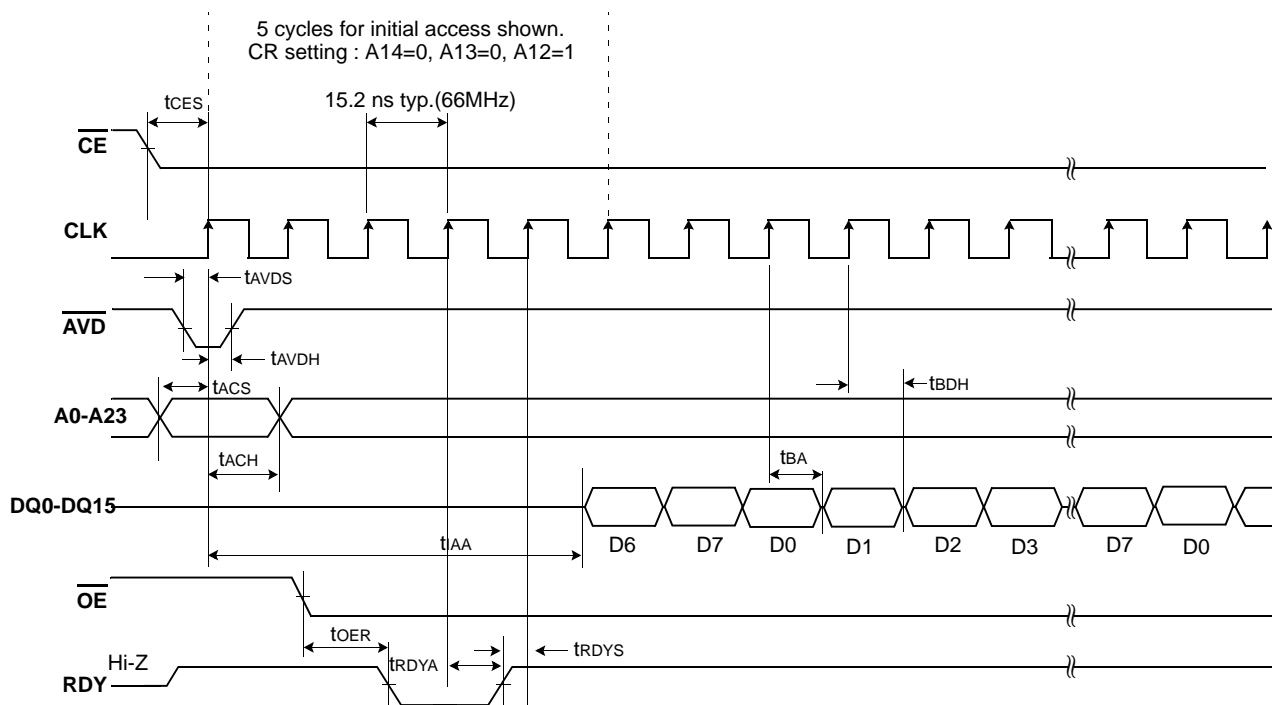 5 cycles for initial access shown.
CR setting : A14=0, A13=0, A12=1
tCES
15.2 ns typ.(66MHz)
CE
CLK
tAVDS
AVD
tAVDH
tACS
tBDH
A0-A23
tACH
tBA
DQ0-DQ15
D6 D7 D0 D1 D2 D3 D7 D0
tIAA
OE
tOER
tRDYS
Hi-Z
tRDYA
RDY